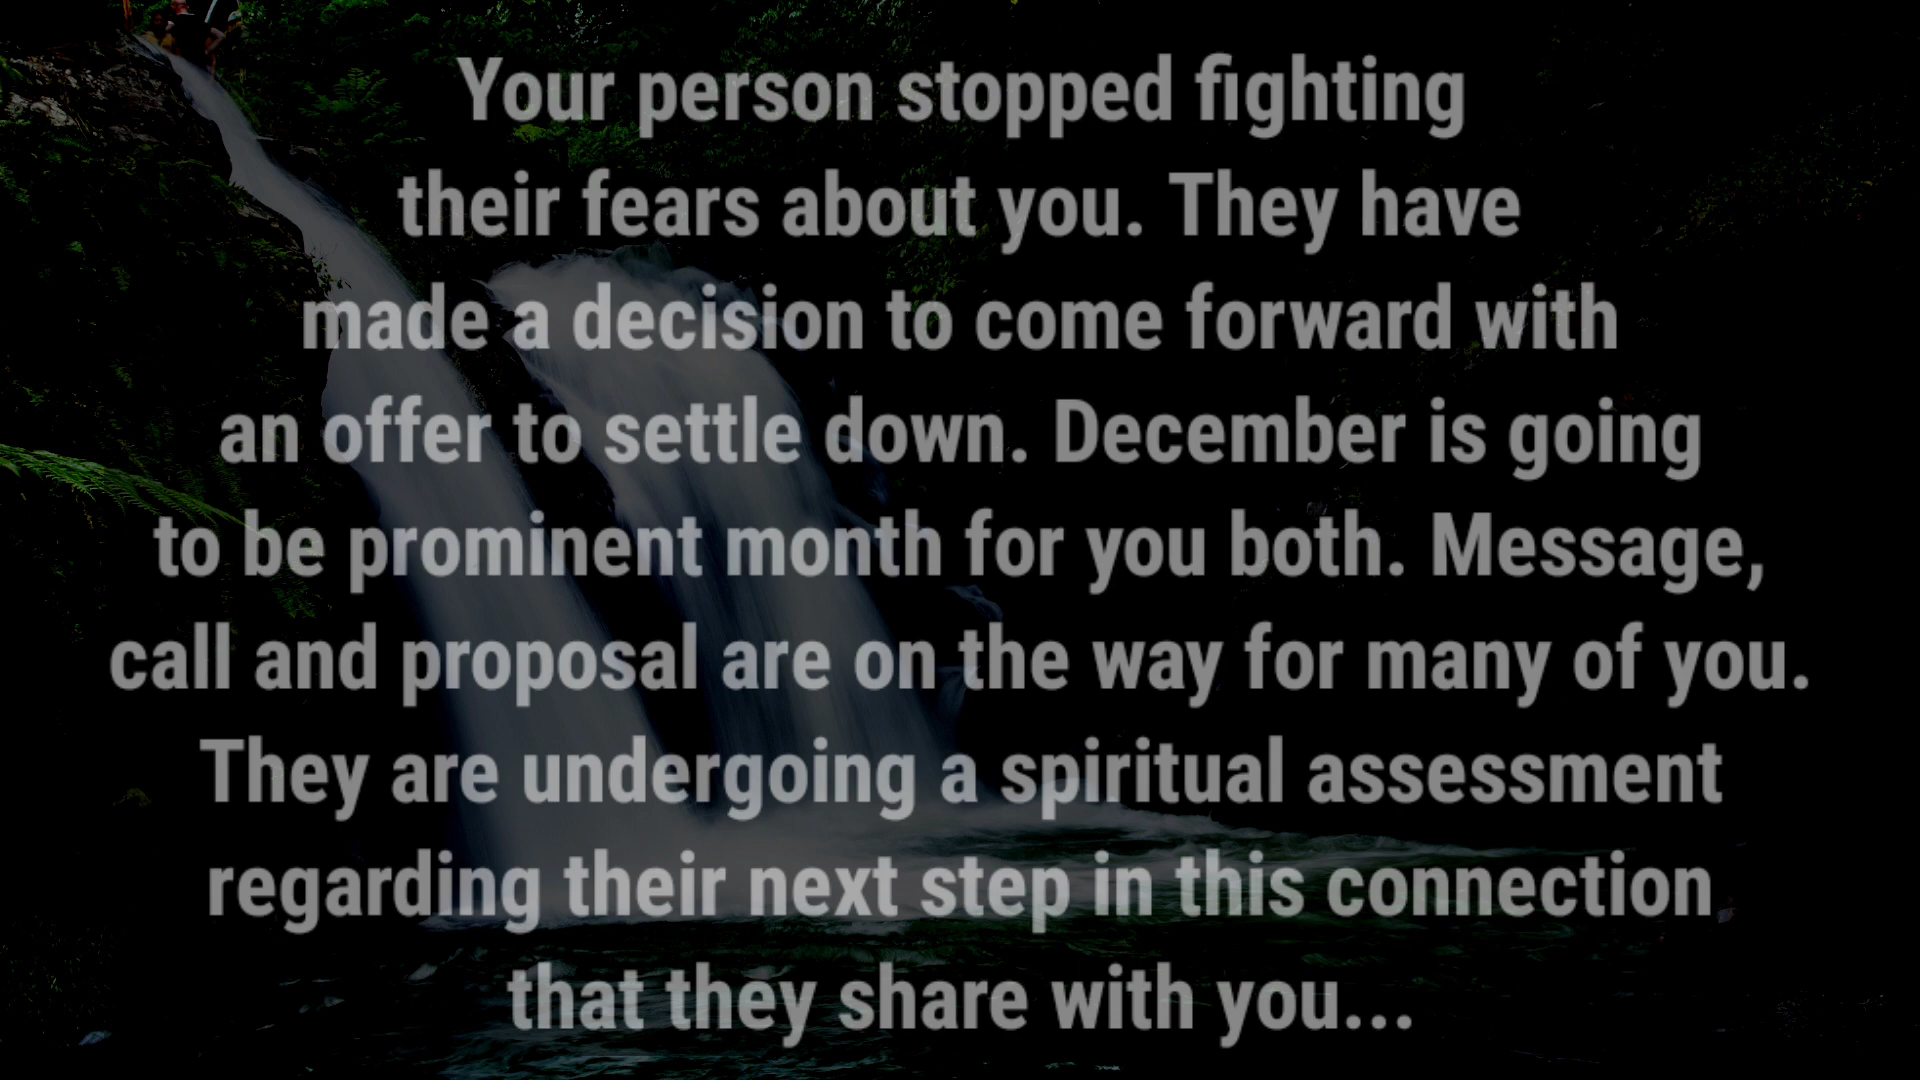 Your person stopped fighting
their fears about you. They have
made a decision to come forward with
an offer to settle down. December is going
to be prominent month for you both. Message,
call and proposal are on the way for many of you.
They are undergoing a spiritual assessment
regarding their next step in this connection
that they share with you...